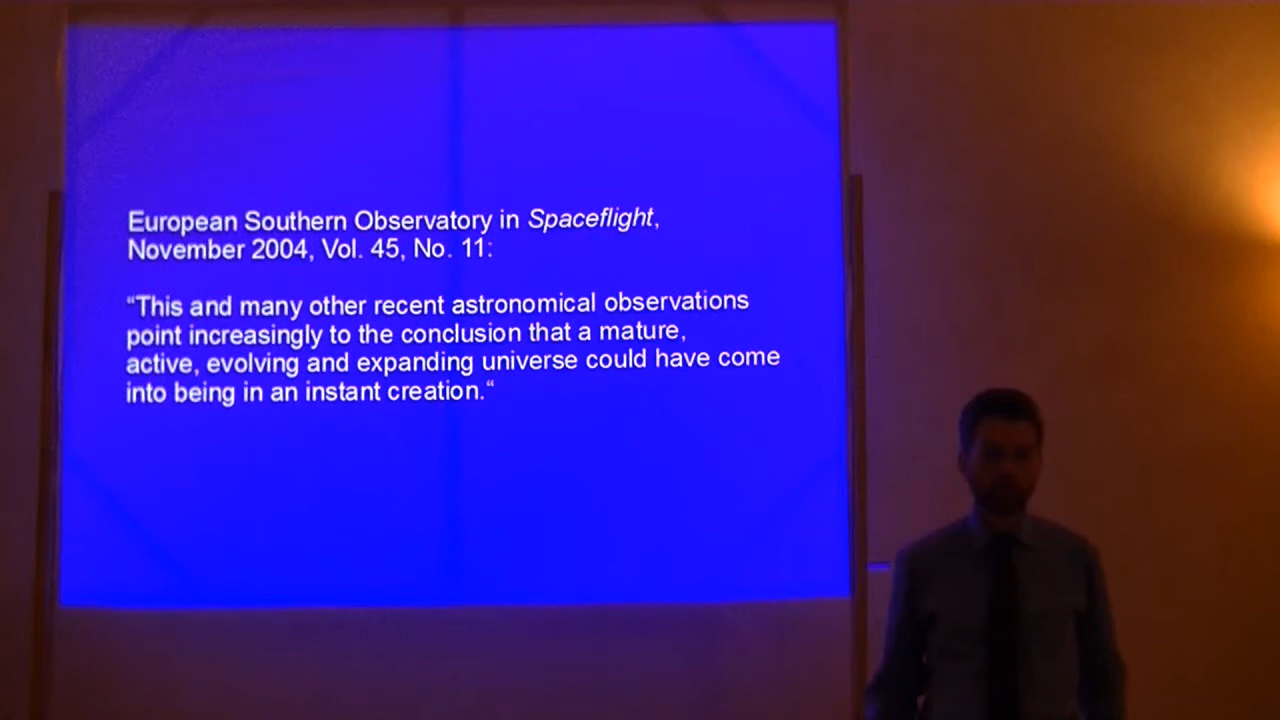 European Southern Observatory in Spaceflight,
November 2004, Vol. 45, No. 11:
“This and many other recent astronomical observations
point increasingly to the conclusion that a mature,
active, evolving and expanding universe could have come
into being in an instant creation.“